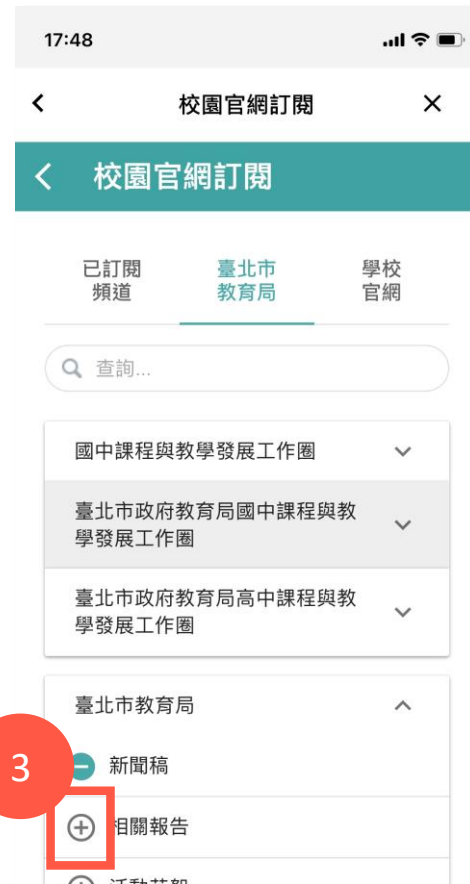 17:48
校園官網訂閱
校園官網訂閱
已訂閱
頻道
臺北市
教育局
學校
官網
查詢...
國中課程與教學發展工作圈
臺北市政府教育局國中課程與教
學發展工作圈
臺北市政府教育局高中課程與教
學發展工作圈
臺北市教育局
3
新聞稿
相關報告